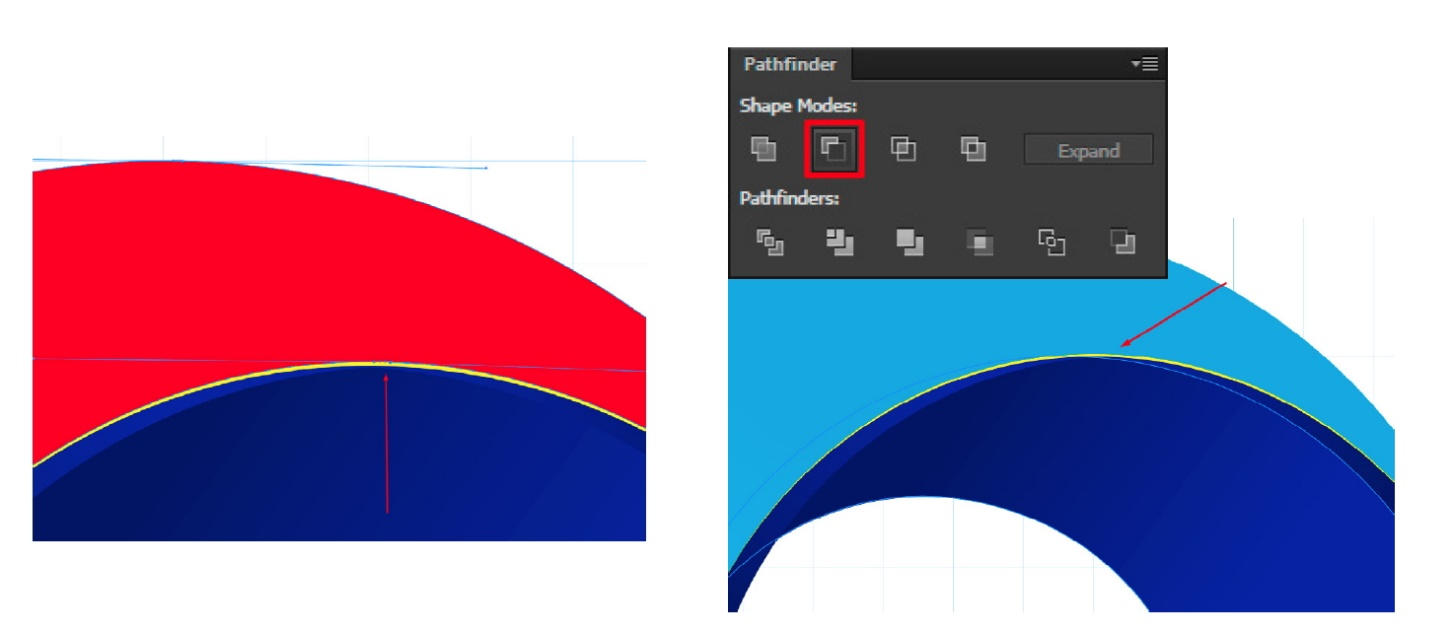 Pathfinder
Shape Modes:
Expand
Pathfinders: